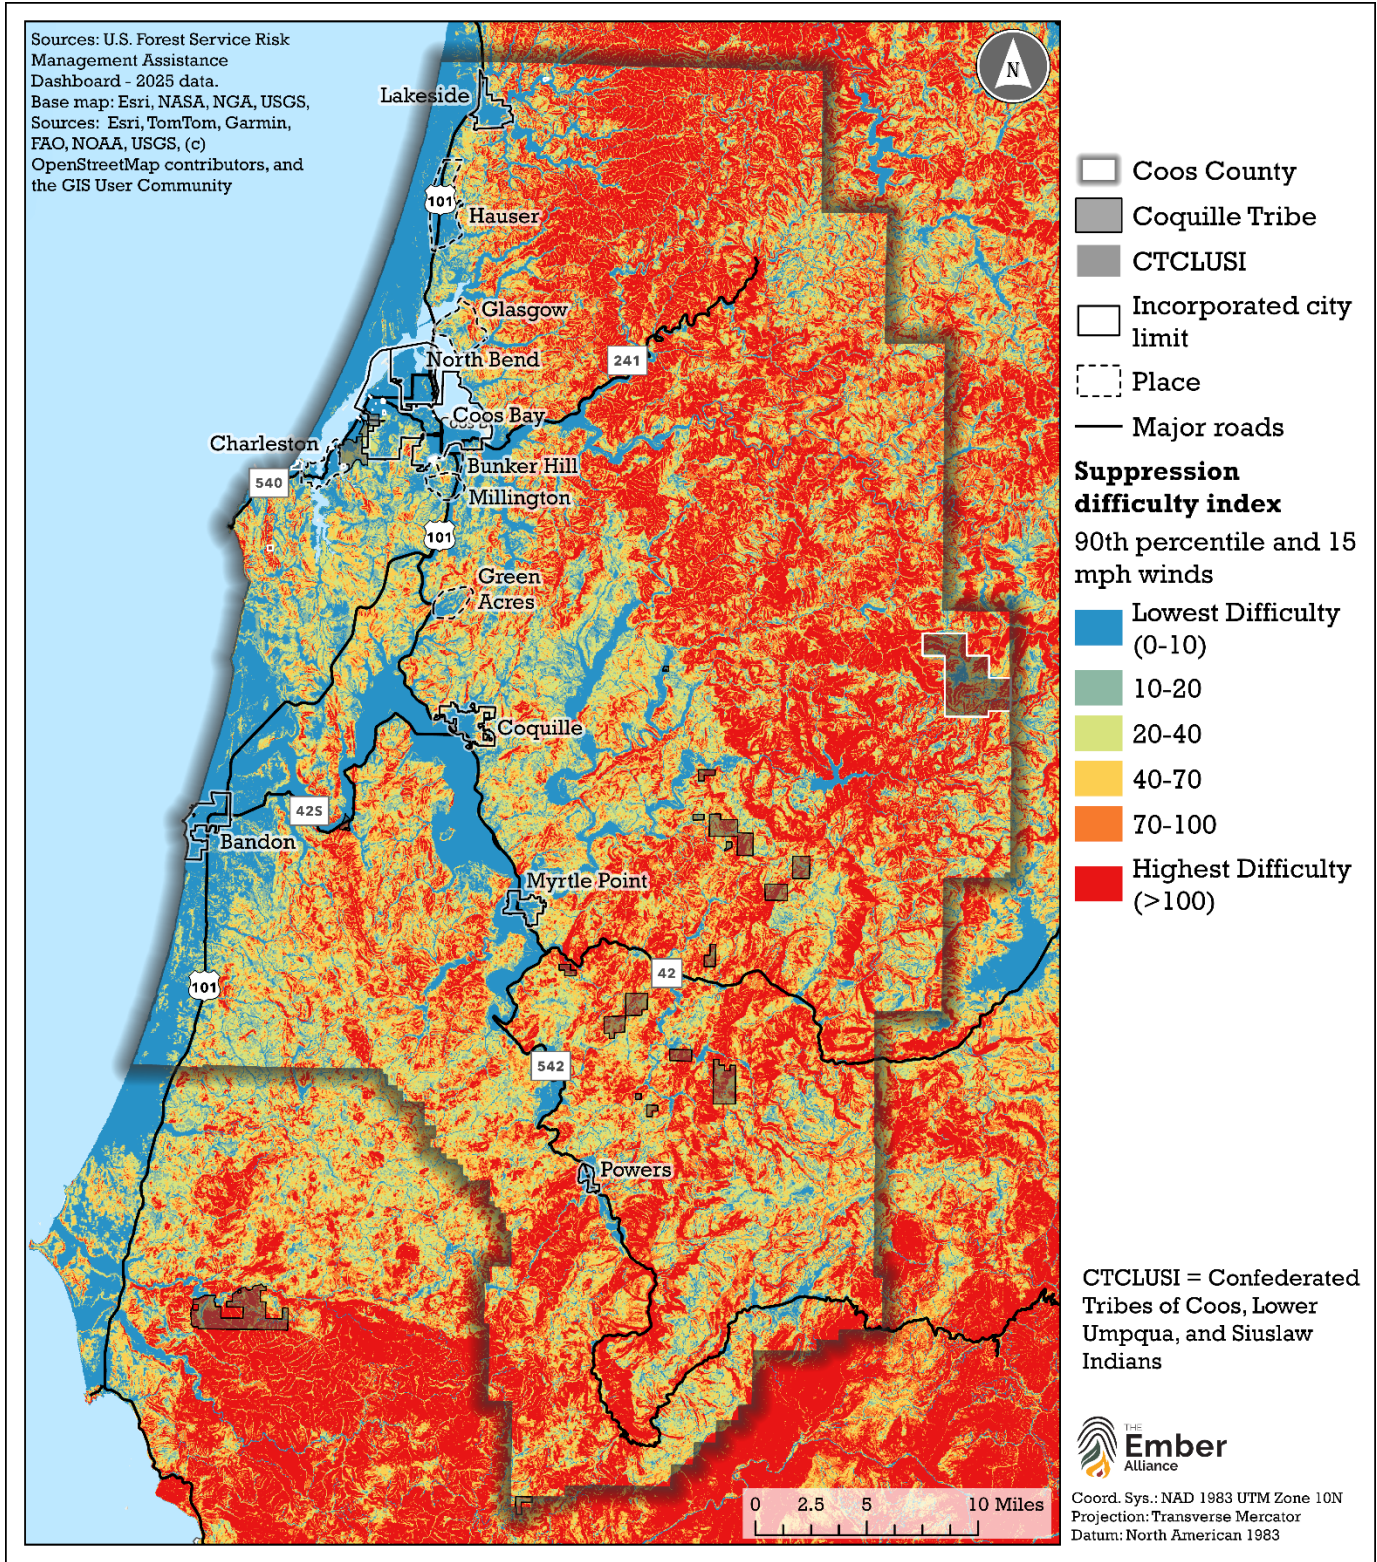 Sources: U.S. Forest Service Risk
Management Assistance
Dashboard - 2025 data.
Base map: Esri, NASA, NGA, USGS,
Sources: Esri, TomTom, Garmin,
FAO, NOAA, USGS, (c)
OpenStreetMap contributors, and
the GIS User Community
N
Lakeside
101
Hauser
Glasgow
North Bend
241
Coos Bay
Charleston
Bunker Hill
540
Millington
101
Green
Acres
Coquille
42S
Bandon
Myrtle Point
42
101
542
Powers
0 2.5 5 10 Miles
Coos County
Coquille Tribe
CTCLUSI
Incorporated city
limit
Place
Major roads
Suppression
difficulty index
90th percentile and 15
mph winds
Lowest Difficulty
(0-10)
10-20
20-40
40-70
70-100
Highest Difficulty
(>100)
CTCLUSI = Confederated
Tribes of Coos, Lower
Umpqua, and Siuslaw
Indians
THE
Ember
Alliance
Coord. Sys.: NAD 1983 UTM Zone 10N
Projection: Transverse Mercator
Datum: North American 1983